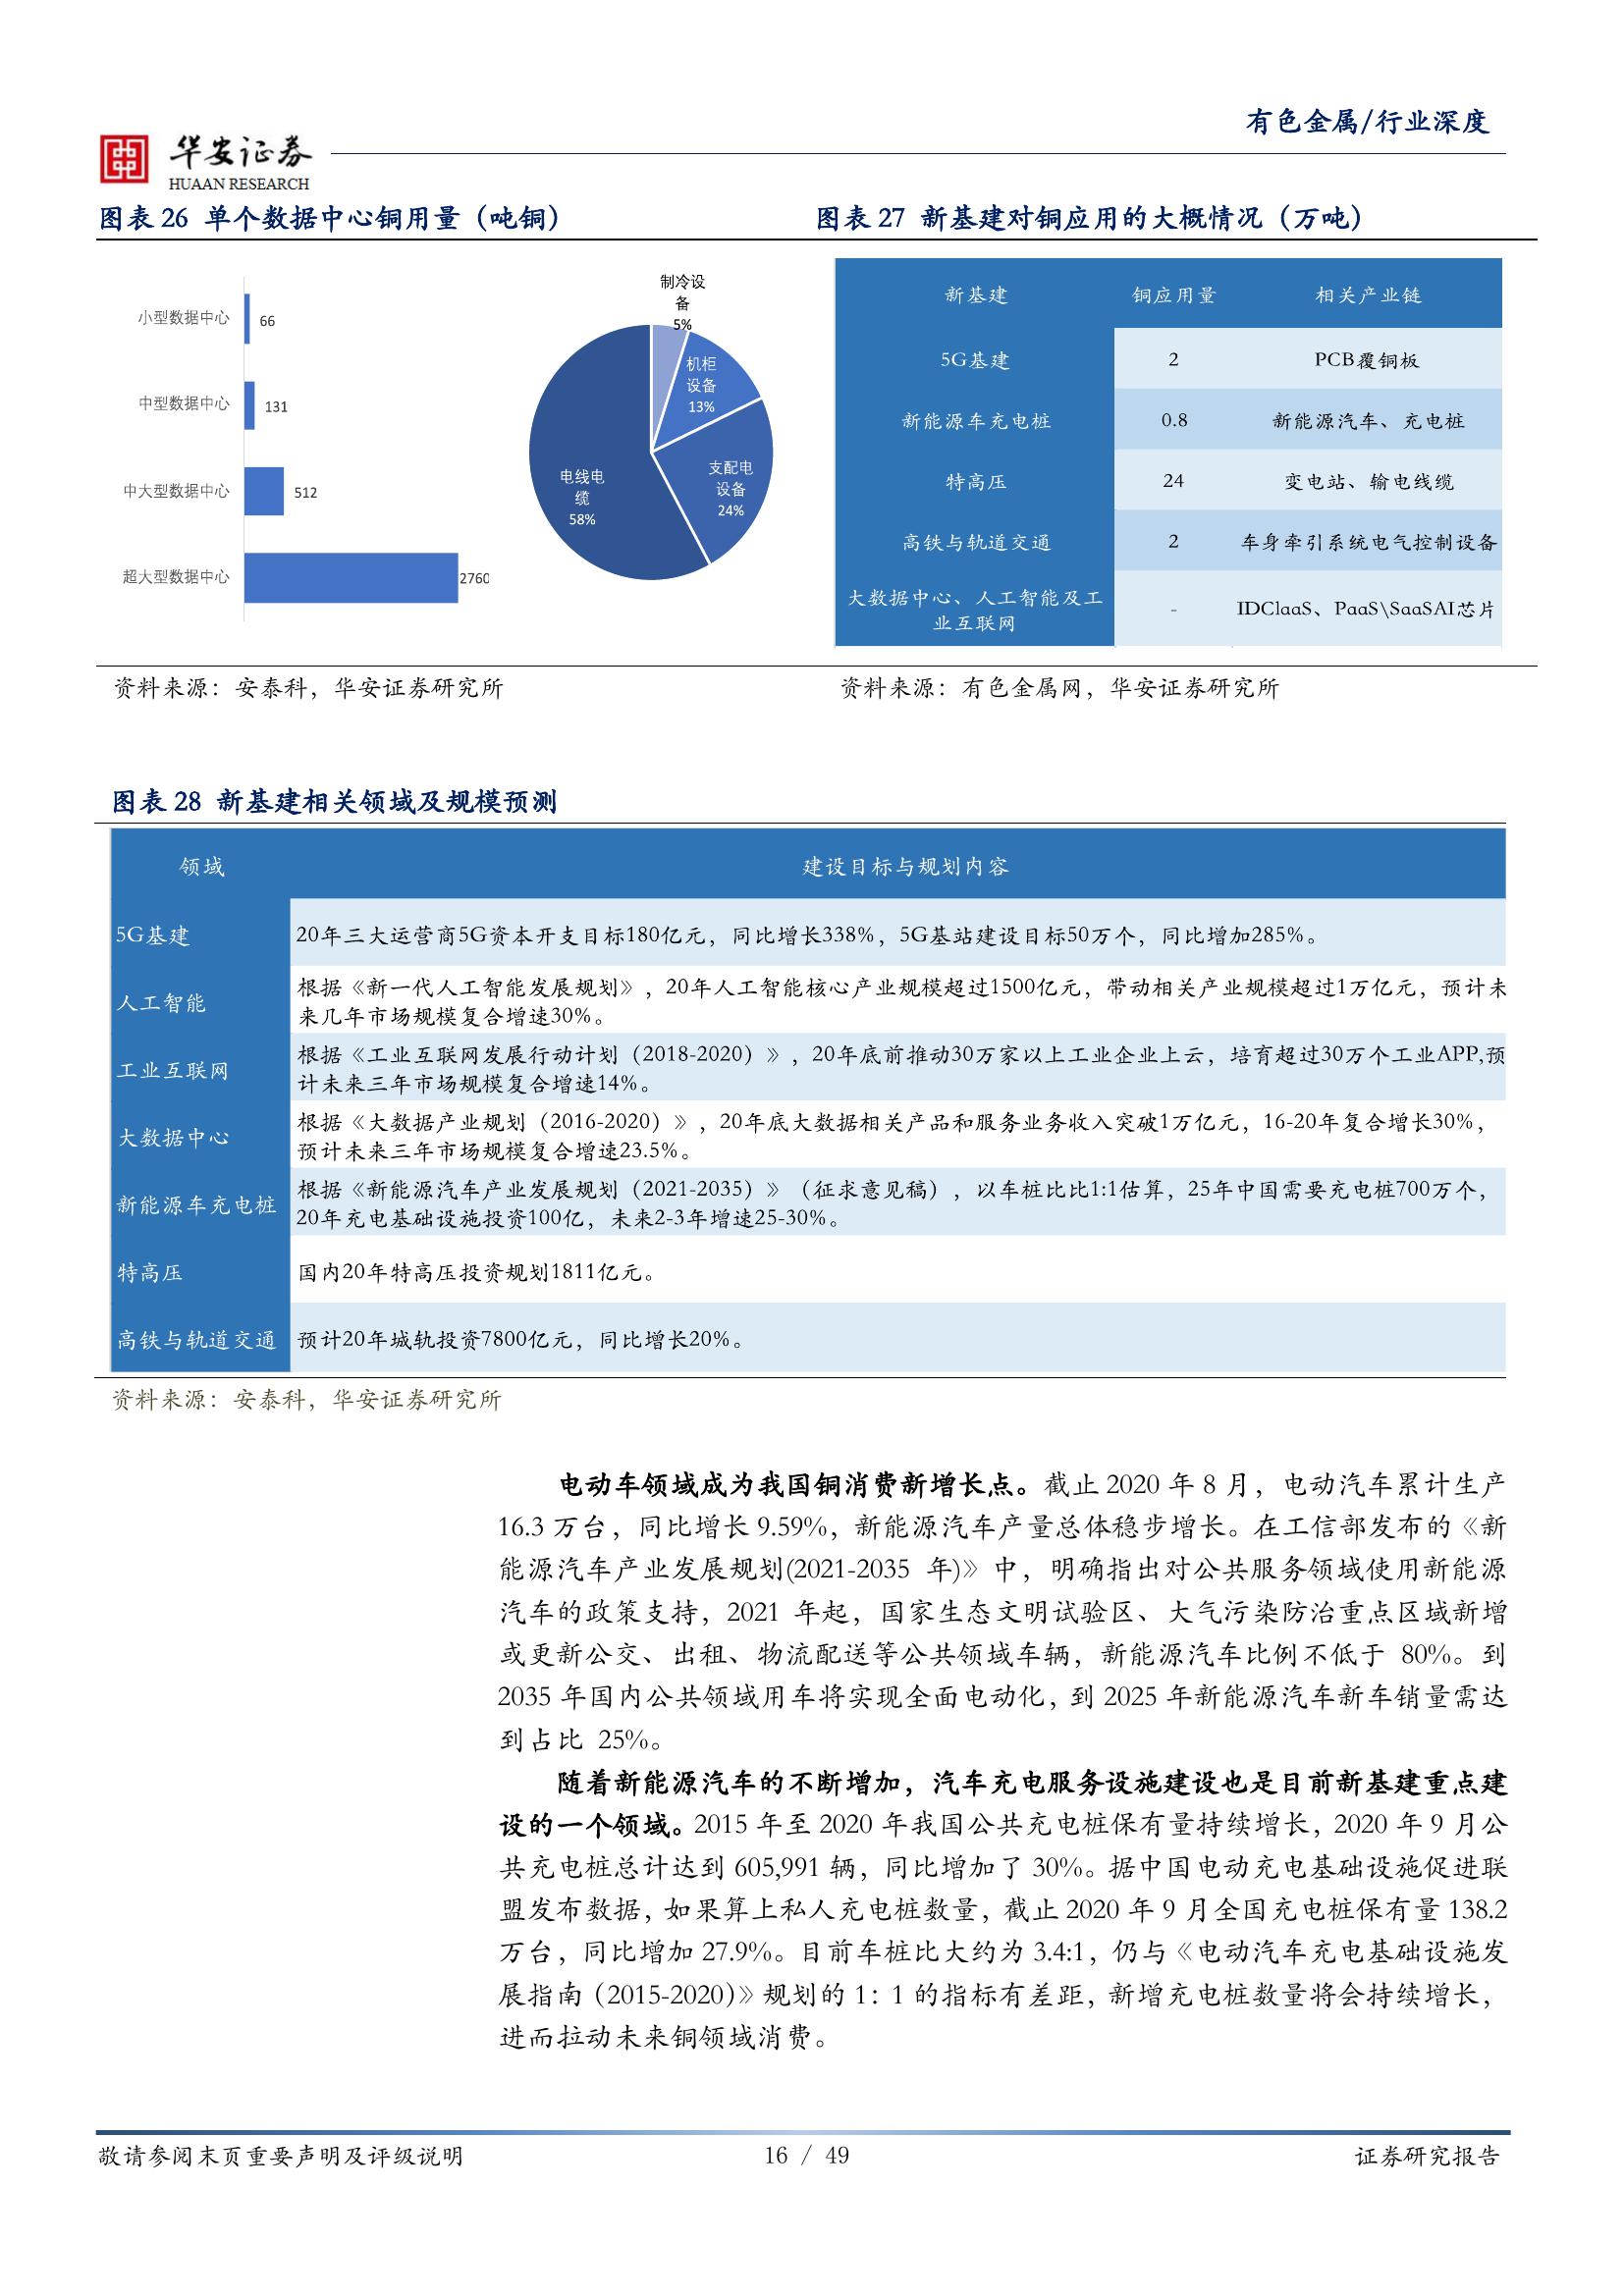 有色金属/行业深度
华安证券
HUAAN RESEARCH
图表 26 单个数据中心铜用量（吨铜）
小型数据中心 66
中型数据中心 131
中大型数据中心 512
超大型数据中心 2760
制冷设
备
5%
机柜
设备
13%
支配电
设备
24%
电线电
缆
58%
资料来源：安泰科，华安证券研究所
图表 27 新基建对铜应用的大概情况（万吨）
新基建 铜应用量 相关产业链
5G基建 2 PCB覆铜板
新能源车充电桩 0.8 新能源汽车、充电桩
特高压 24 变电站、输电线缆
高铁与轨道交通 2 车身牵引系统电气控制设备
大数据中心、人工智能及工
业互联网 - IDClaaS、PaaS\SaaSAI芯片
资料来源：有色金属网，华安证券研究所
图表 28 新基建相关领域及规模预测
领域 建设目标与规划内容
5G基建 20年三大运营商5G资本开支目标180亿元，同比增长338%，5G基站建设目标50万个，同比增加285%。
人工智能 根据《新一代人工智能发展规划》，20年人工智能核心产业规模超过1500亿元，带动相关产业规模超过1万亿元，预计未
来几年市场规模复合增速30%。
工业互联网 根据《工业互联网发展行动计划（2018-2020）》，20年底前推动30万家以上工业企业上云，培育超过30万个工业APP,预
计未来三年市场规模复合增速14%。
大数据中心 根据《大数据产业规划（2016-2020）》，20年底大数据相关产品和服务业务收入突破1万亿元，16-20年复合增长30%，
预计未来三年市场规模复合增速23.5%。
新能源车充电桩 根据《新能源汽车产业发展规划（2021-2035）》（征求意见稿），以车桩比比1:1估算，25年中国需要充电桩700万个，
20年充电基础设施投资100亿，未来2-3年增速25-30%。
特高压 国内20年特高压投资规划1811亿元。
高铁与轨道交通 预计20年城轨投资7800亿元，同比增长20%。
资料来源：安泰科，华安证券研究所
电动车领域成为我国铜消费新增长点。截止 2020 年 8 月，电动汽车累计生产
16.3 万台，同比增长 9.59%，新能源汽车产量总体稳步增长。在工信部发布的《新
能源汽车产业发展规划(2021-2035 年)》中，明确指出对公共服务领域使用新能源
汽车的政策支持，2021 年起，国家生态文明试验区、大气污染防治重点区域新增
或更新公交、出租、物流配送等公共领域车辆，新能源汽车比例不低于 80%。到
2035 年国内公共领域用车将实现全面电动化，到 2025 年新能源汽车新车销量需达
到占比 25%。
随着新能源汽车的不断增加，汽车充电服务设施建设也是目前新基建重点建
设的一个领域。2015 年至 2020 年我国公共充电桩保有量持续增长，2020 年 9 月公
共充电桩总计达到 605,991 辆，同比增加了 30%。据中国电动充电基础设施促进联
盟发布数据，如果算上私人充电桩数量，截止 2020 年 9 月全国充电桩保有量 138.2
万台，同比增加 27.9%。目前车桩比大约为 3.4:1，仍与《电动汽车充电基础设施发
展指南（2015-2020）》规划的 1：1 的指标有差距，新增充电桩数量将会持续增长，
进而拉动未来铜领域消费。
敬请参阅末页重要声明及评级说明 16 / 49 证券研究报告